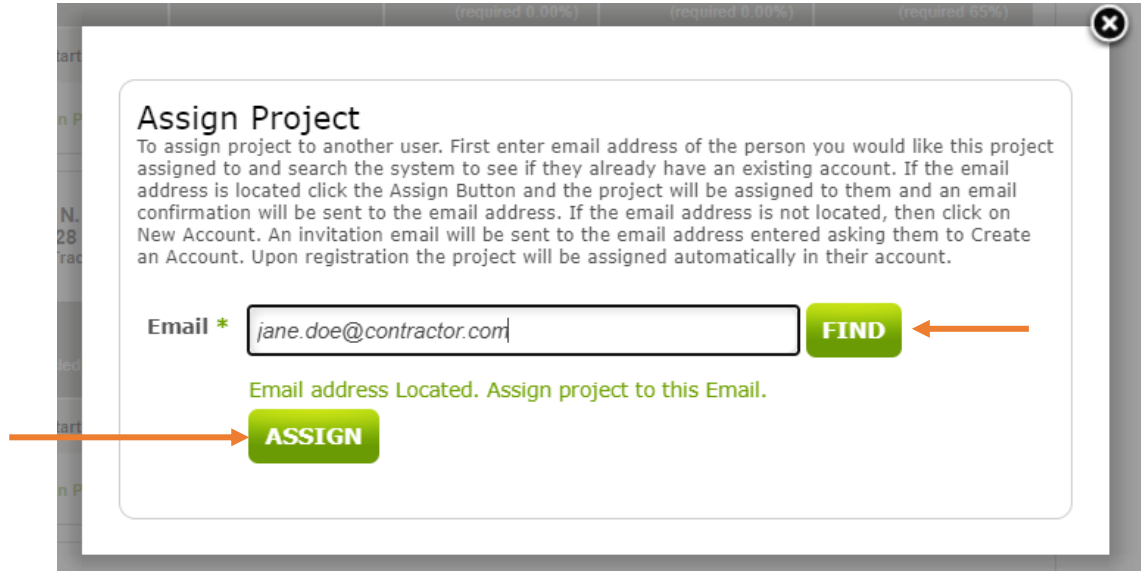 (required 0.00%) (required 0.00%) (required 65%)
tart
n P
Assign Project
To assign project to another user. First enter email address of the person you would like this project
assigned to and search the system to see if they already have an existing account. If the email
address is located click the Assign Button and the project will be assigned to them and an email
N.
confirmation will be sent to the email address. If the email address is not located, then click on
28
New Account. An invitation email will be sent to the email address entered asking them to Create
Trac
an Account. Upon registration the project will be assigned automatically in their account.
Email * jane.doe@contractor.com FIND
led
Email address Located. Assign project to this Email.
tart
ASSIGN
n P